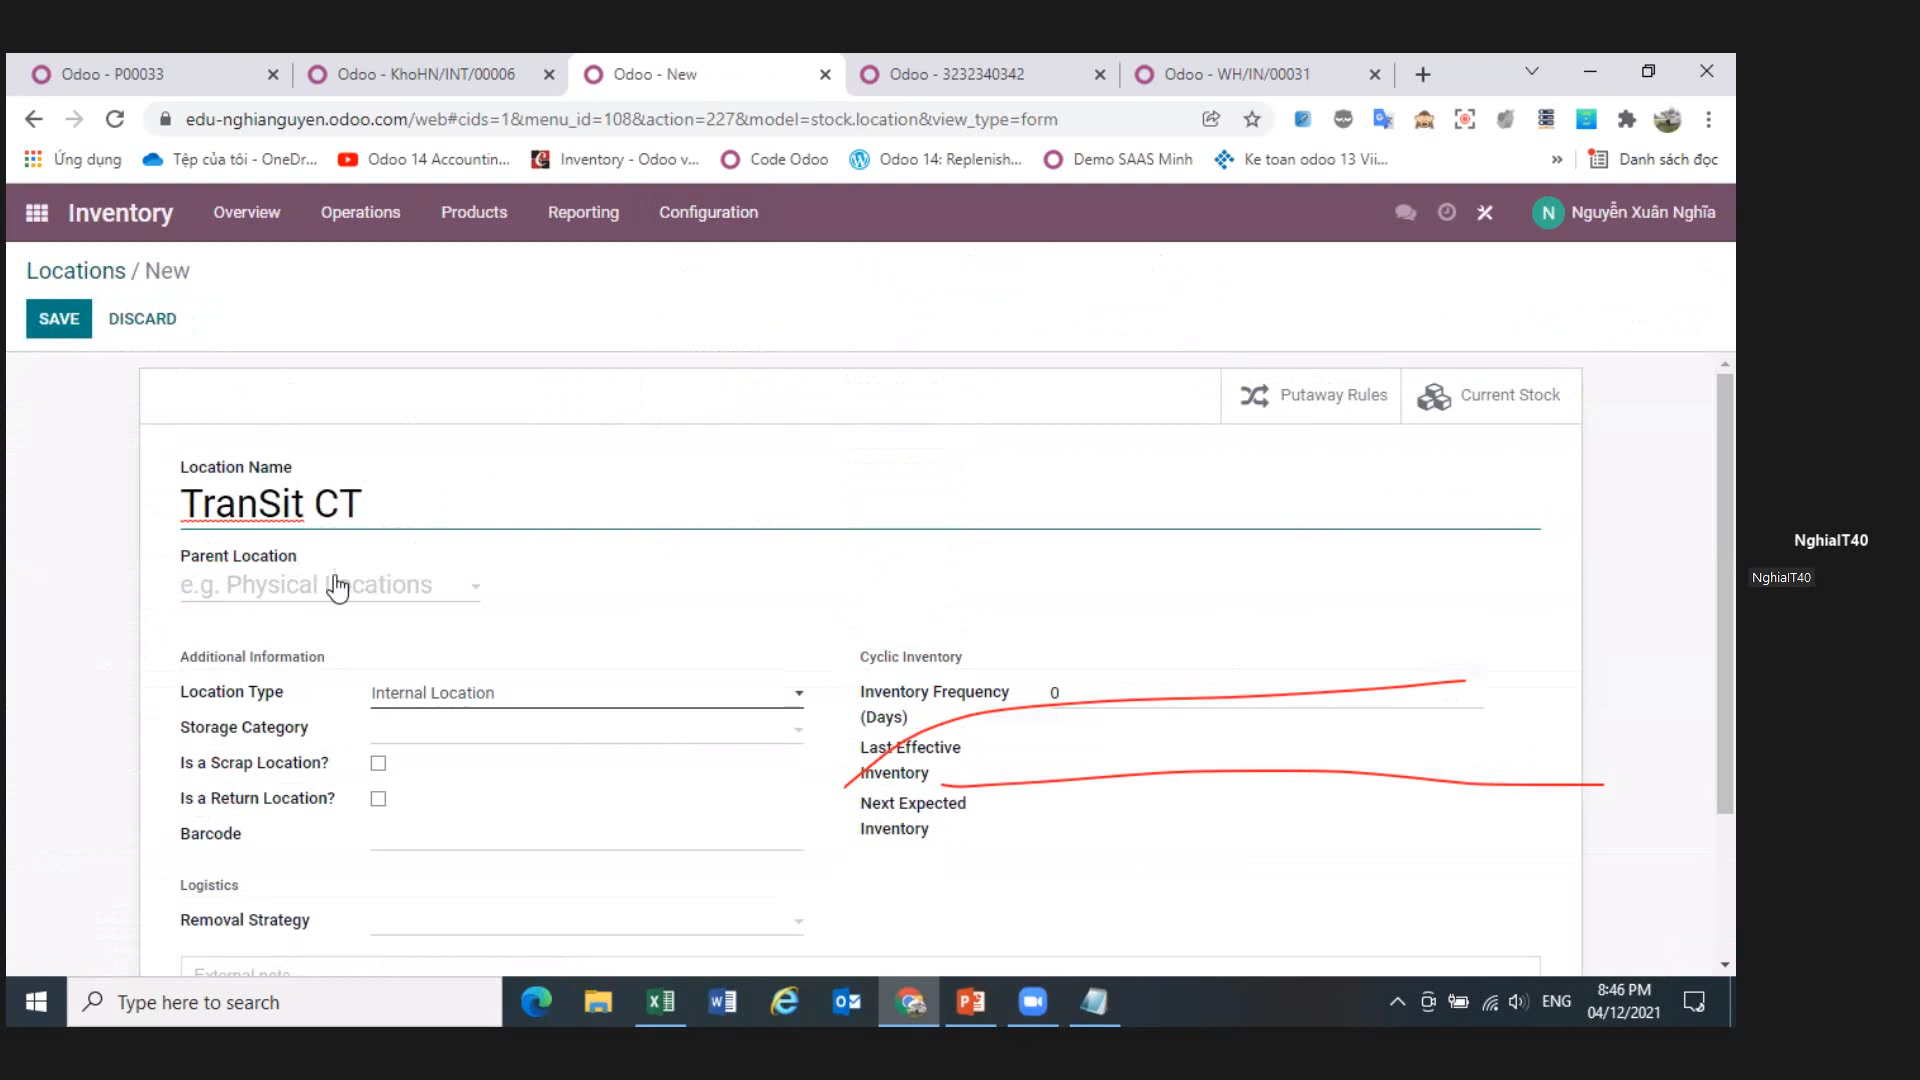 Odoo - P00033
Odoo - KhoHN/INT/00006
Odoo - New
Odoo - 3232340342
Odoo - WH/IN/00031
edu-nghianguyen.odoo.com/web#cids=1&menu_id=108&action=227&model=stock.location&view_type=form
Ứng dụng
Tệp của tôi - OneDr...
Odoo 14 Accountin...
Inventory - Odoo v...
Code Odoo
Odoo 14: Replenish...
Demo SAAS Minh
Ke toan odoo 13 Vii...
»
Danh sách đọc
Inventory
Overview
Operations
Products
Reporting
Configuration
N
Nguyễn Xuân Nghĩa
Locations / New
SAVE
DISCARD
Putaway Rules
Current Stock
Location Name
TranSit CT
Parent Location
e.g. Physical Locations
NghiaIT40
NghiaIT40
Additional Information
Location Type
Internal Location
Storage Category
Is a Scrap Location?
Is a Return Location?
Barcode
Cyclic Inventory
Inventory Frequency
(Days)
0
Last Effective
Inventory
Next Expected
Inventory
Logistics
Removal Strategy
External note
Type here to search
ENG
8:46 PM
04/12/2021